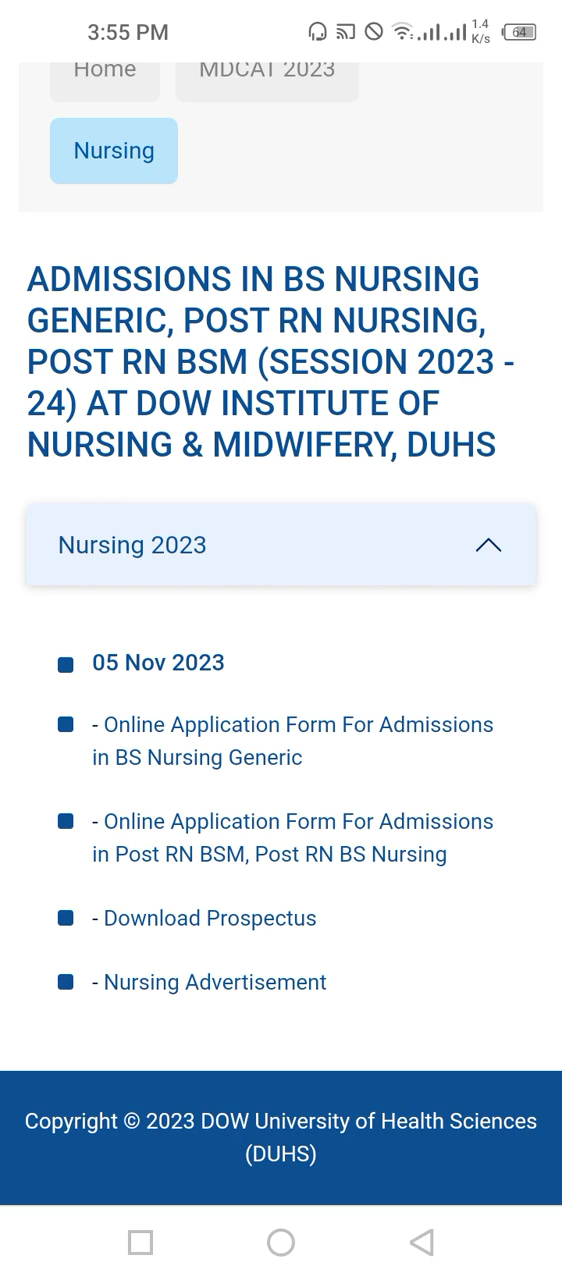 3:55 PM
1.4
K/s
64
Home
MDCAT 2023
Nursing
ADMISSIONS IN BS NURSING
GENERIC, POST RN NURSING,
POST RN BSM (SESSION 2023 -
24) AT DOW INSTITUTE OF
NURSING & MIDWIFERY, DUHS
Nursing 2023
05 Nov 2023
- Online Application Form For Admissions
in BS Nursing Generic
- Online Application Form For Admissions
in Post RN BSM, Post RN BS Nursing
- Download Prospectus
- Nursing Advertisement
Copyright © 2023 DOW University of Health Sciences
(DUHS)